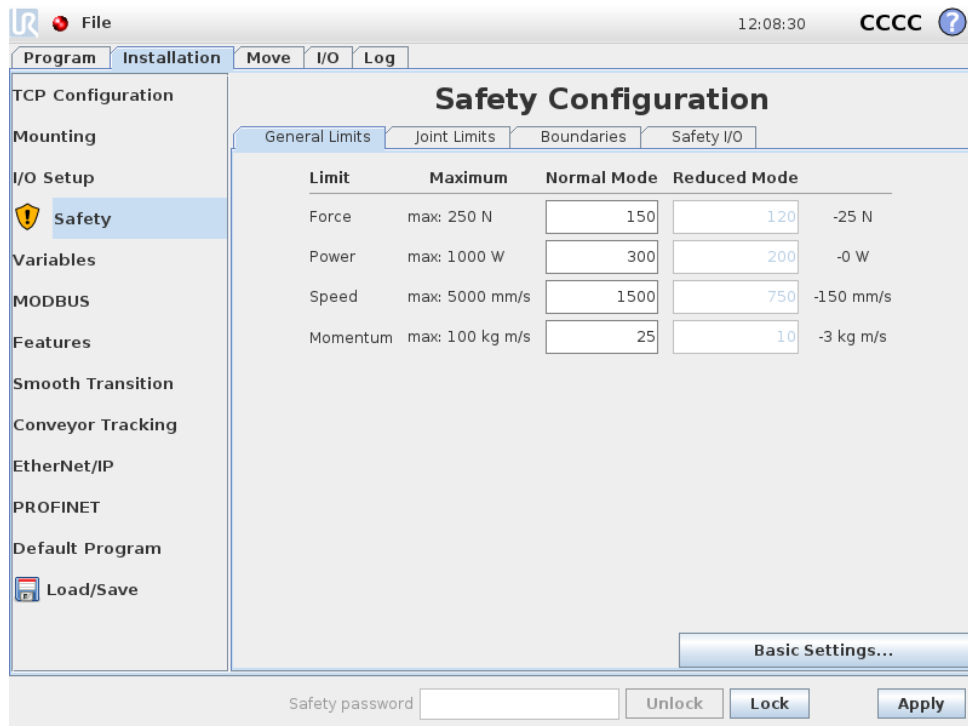 UR File 12:08:30 CCCC ?
Program Installation Move I/O Log
TCP Configuration
Mounting
I/O Setup
Safety
Variables
MODBUS
Features
Smooth Transition
Conveyor Tracking
EtherNet/IP
PROFINET
Default Program
Load/Save
Safety Configuration
General Limits Joint Limits Boundaries Safety I/O
Limit Maximum Normal Mode Reduced Mode
Force max: 250 N 150 120 -25 N
Power max: 1000 W 300 200 -0 W
Speed max: 5000 mm/s 1500 750 -150 mm/s
Momentum max: 100 kg m/s 25 10 -3 kg m/s
Basic Settings...
Safety password Unlock Lock Apply